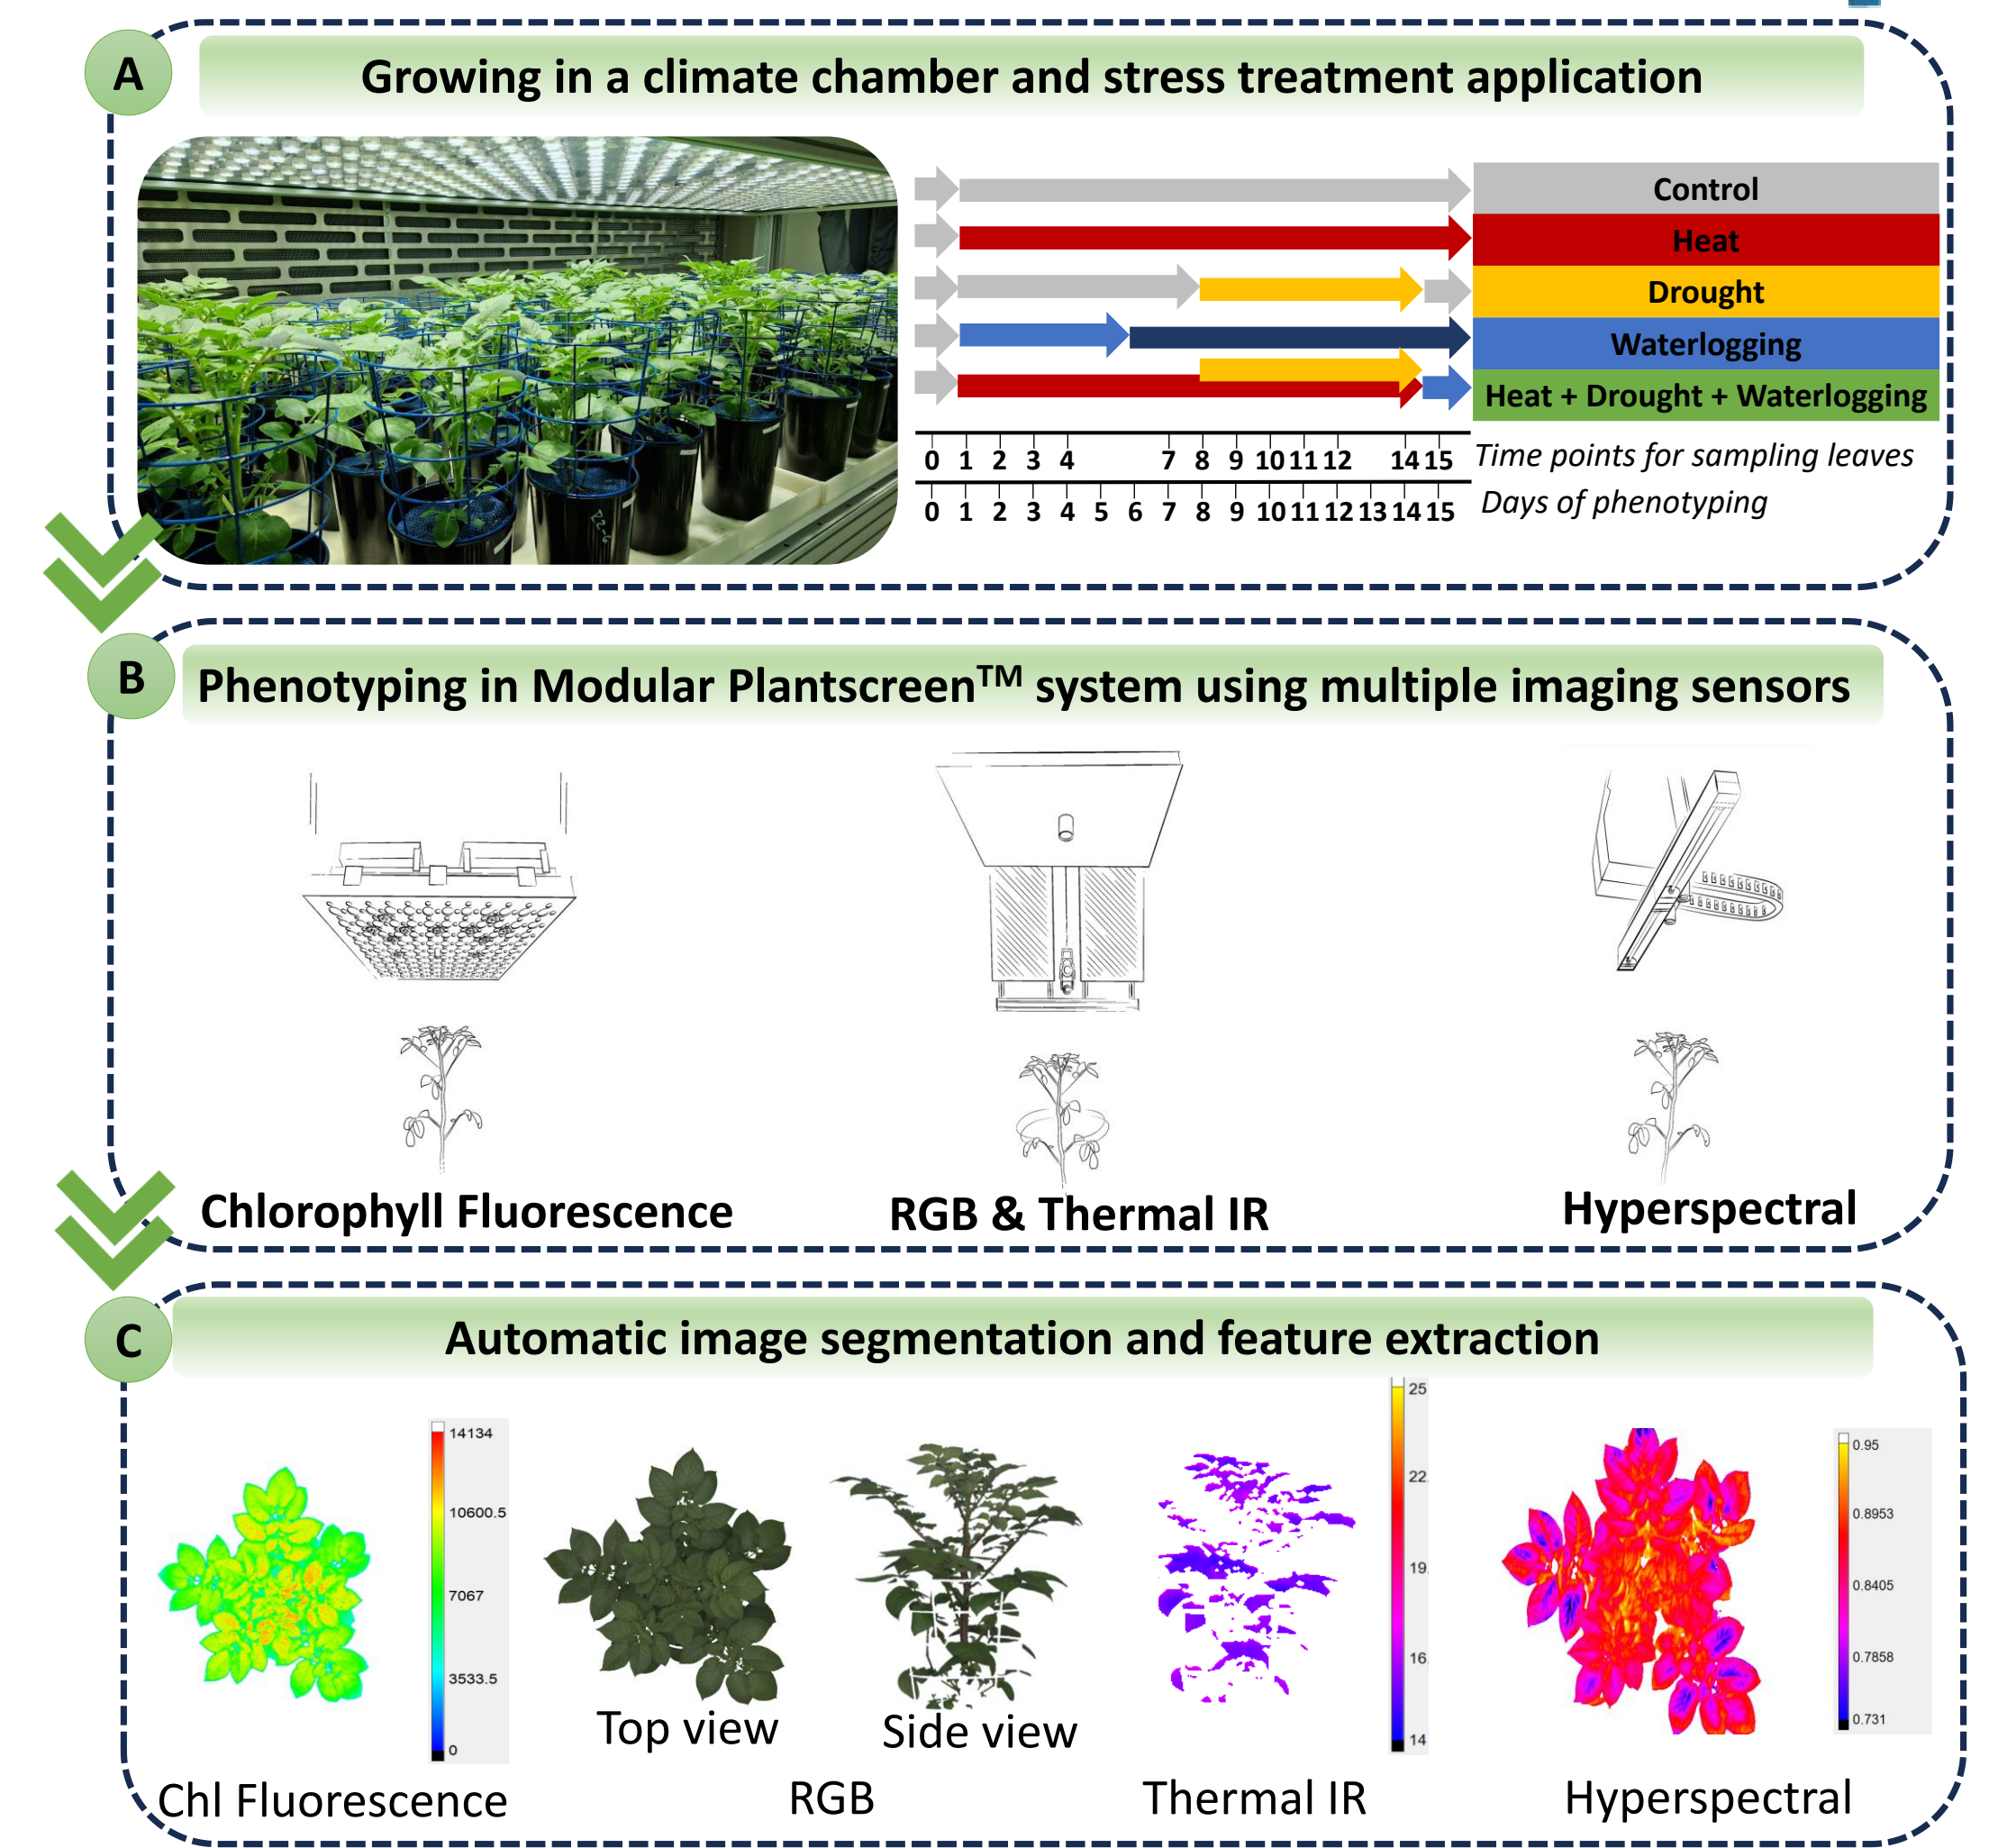 A
Growing in a climate chamber and stress treatment application
Control
Heat
Drought
Waterlogging
Heat + Drought + Waterlogging
0 1 2 3 4 7 8 9 10 11 12 14 15 Time points for sampling leaves
0 1 2 3 4 5 6 7 8 9 10 11 12 13 14 15 Days of phenotyping
B
Phenotyping in Modular Plantscreen™ system using multiple imaging sensors
Chlorophyll Fluorescence
RGB & Thermal IR
Hyperspectral
C
Automatic image segmentation and feature extraction
14134
10600.5
7067
3533.5
0
Top view
Side view
25
22
19
16
14
0.95
0.8953
0.8405
0.7858
0.731
Chl Fluorescence
RGB
Thermal IR
Hyperspectral